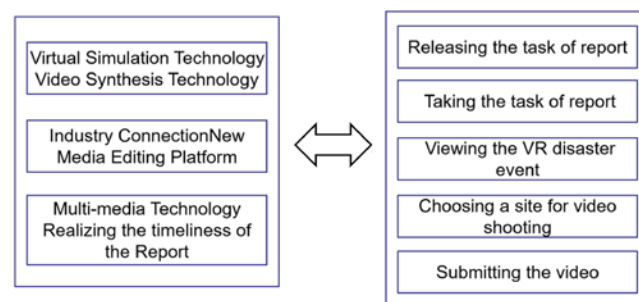 Virtual Simulation Technology
Video Synthesis Technology
Industry ConnectionNew
Media Editing Platform
Multi-media Technology
Realizing the timeliness of
the Report
Releasing the task of report
Taking the task of report
Viewing the VR disaster
event
Choosing a site for video
shooting
Submitting the video